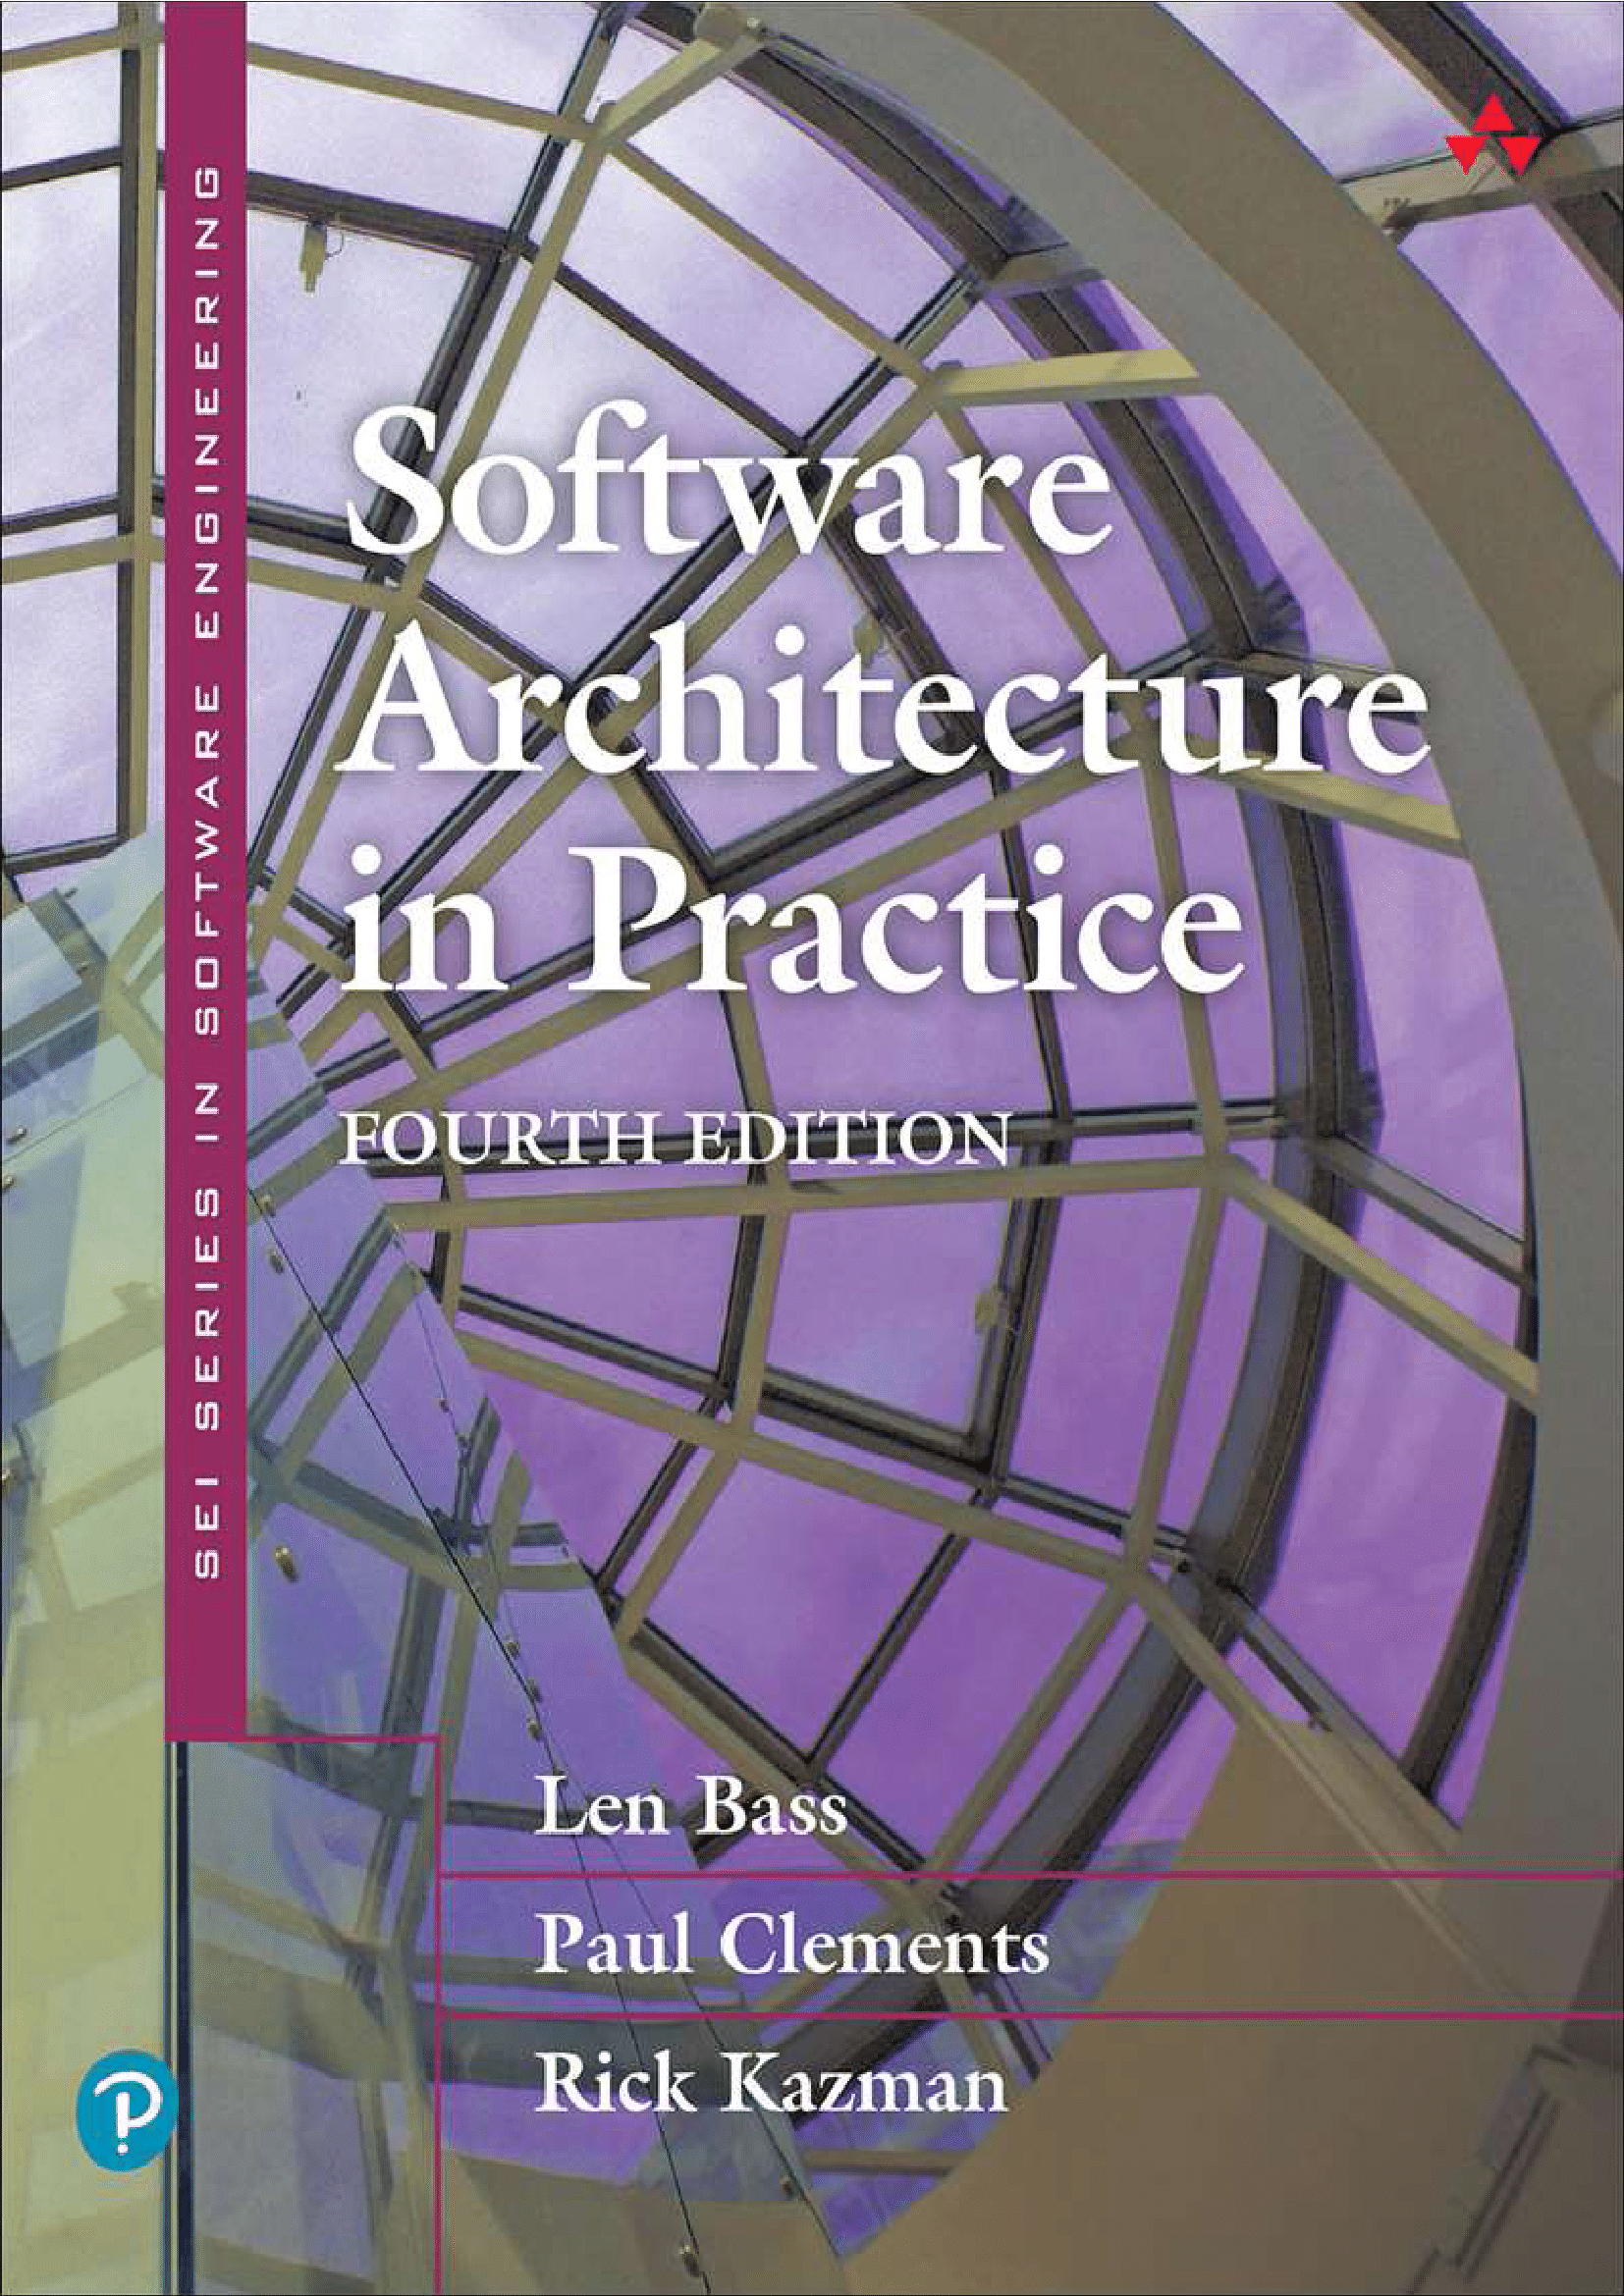 SEI SERIES IN SOFTWARE ENGINEERING
Software
Architecture
in Practice
FOURTH EDITION
Len Bass
Paul Clements
Rick Kazman
P